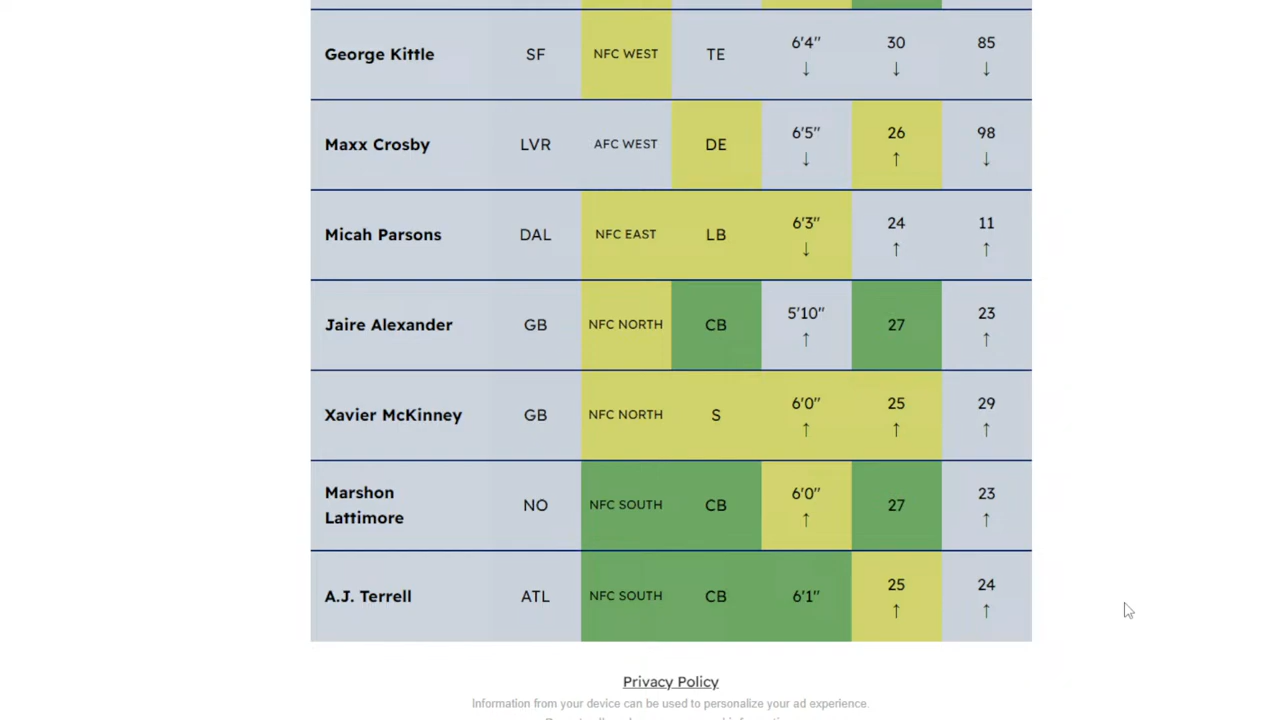 George Kittle SF NFC WEST TE 6'4" ↓ 30 ↓ 85 ↓
Maxx Crosby LVR AFC WEST DE 6'5" ↓ 26 ↑ 98 ↓
Micah Parsons DAL NFC EAST LB 6'3" ↓ 24 ↑ 11 ↑
Jaire Alexander GB NFC NORTH CB 5'10" ↑ 27 23 ↑
Xavier McKinney GB NFC NORTH S 6'0" ↑ 25 ↑ 29 ↑
Marshon
Lattimore NO NFC SOUTH CB 6'0" ↑ 27 23 ↑
A.J. Terrell ATL NFC SOUTH CB 6'1" 25 ↑ 24 ↑
Privacy Policy
Information from your device can be used to personalize your ad experience.